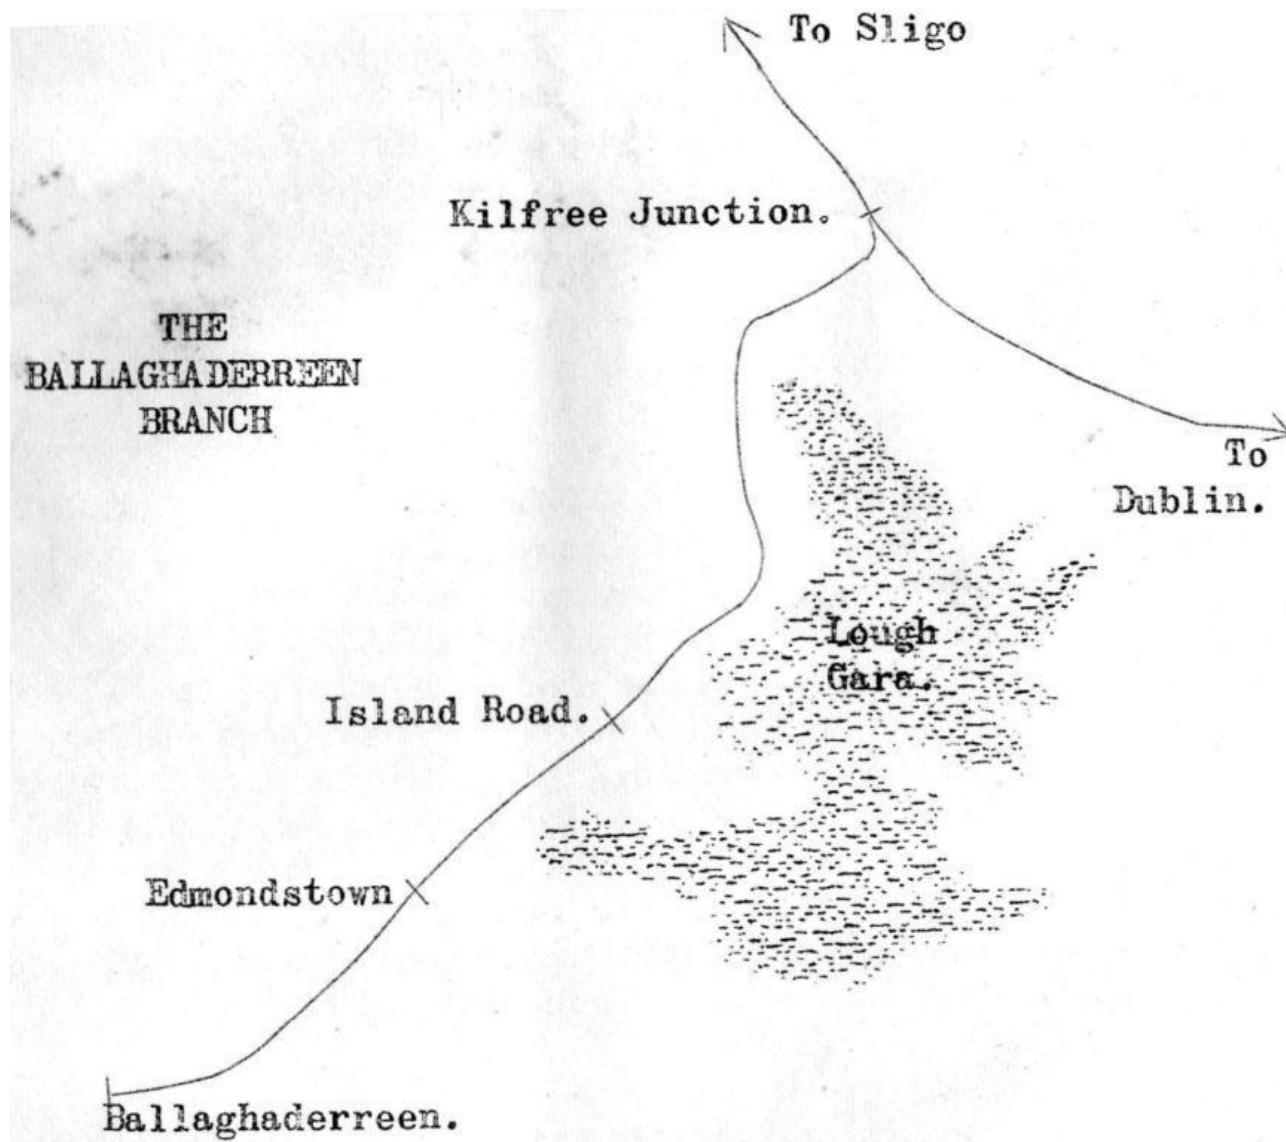 To Sligo
Kilfree Junction.
THE
BALLAGHADERREEN
BRANCH
To
Dublin.
Lough
Gara.
Island Road.
Edmondstown
Ballaghaderreen.